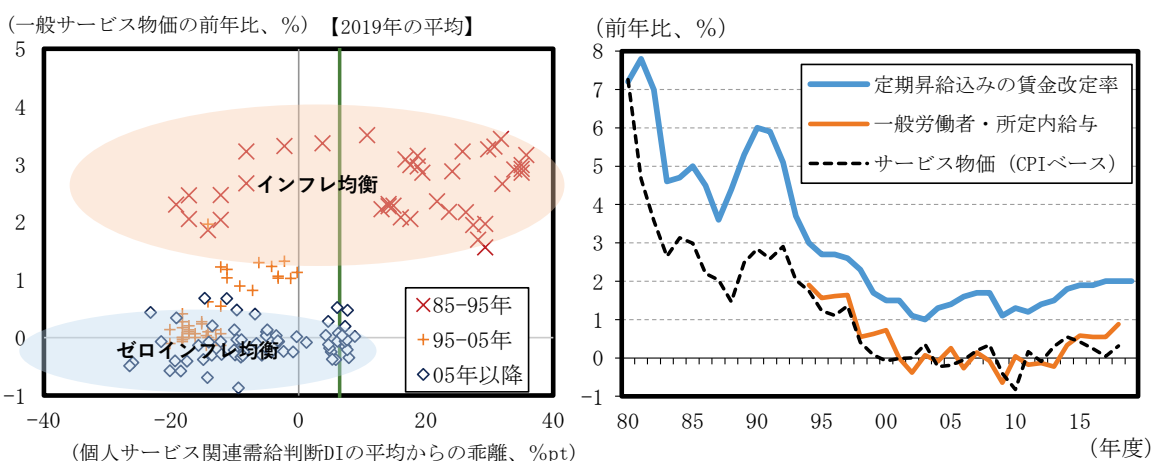 (一般サービス物価の前年比、%)
【2019年の平均】
5
4
3
2
1
0
-1
-40
-20
0
20
40
インフレ均衡
ゼロインフレ均衡
85-95年
95-05年
05年以降
(個人サービス関連需給判断DIの平均からの乖離、%pt)
(前年比、%)
8
7
6
5
4
3
2
1
0
-1
80
85
90
95
00
05
10
15
定期昇給込みの賃金改定率
一般労働者・所定内給与
サービス物価(CPIベース)
(年度)